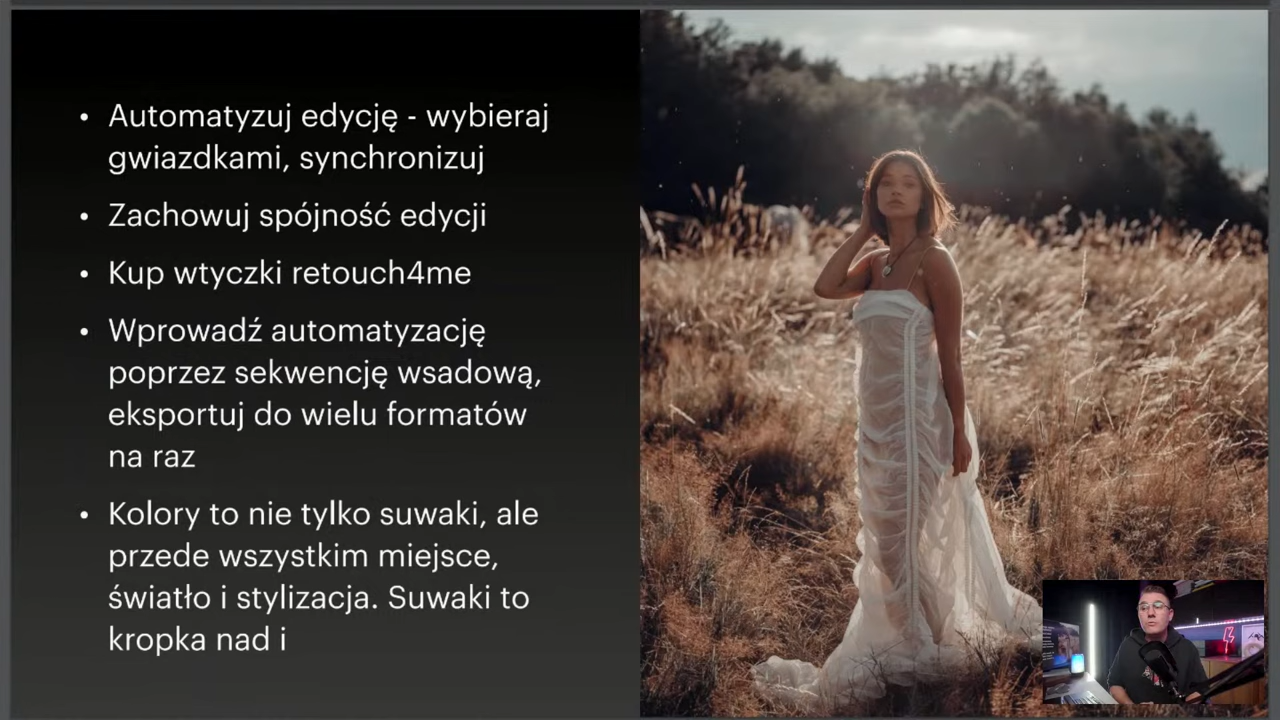 • Automatyzuj edycję - wybieraj
gwiazdkami, synchronizuj
• Zachowuj spójność edycji
• Kup wtyczki retouch4me
• Wprowadź automatyzację
poprzez sekwencję wsadową,
eksportuj do wielu formatów
na raz
• Kolory to nie tylko suwaki, ale
przede wszystkim miejsce,
światło i stylizacja. Suwaki to
kropka nad i